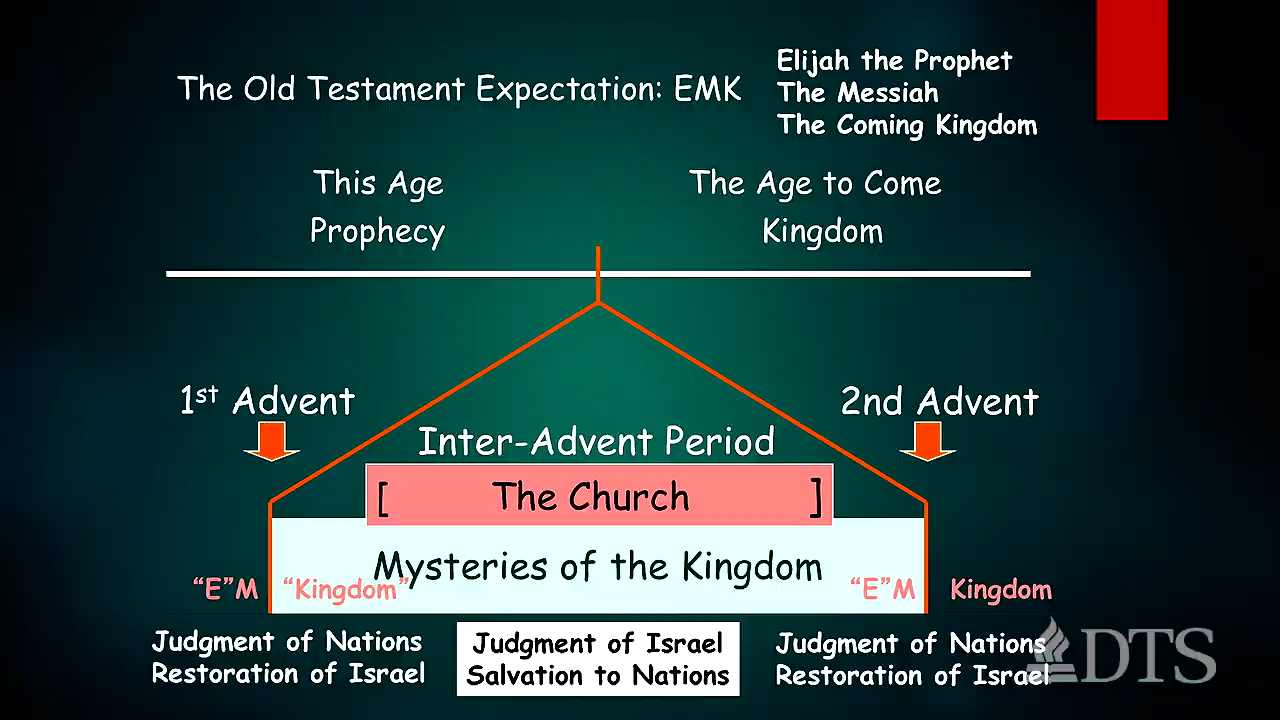 The Old Testament Expectation: EMK
Elijah the Prophet
The Messiah
The Coming Kingdom
This Age
Prophecy
The Age to Come
Kingdom
1st Advent
2nd Advent
Inter-Advent Period
[ The Church ]
Mysteries of the Kingdom
“E”M “Kingdom”
“E”M Kingdom
Judgment of Nations
Restoration of Israel
Judgment of Israel
Salvation to Nations
Judgment of Nations
Restoration of Israel
DTS